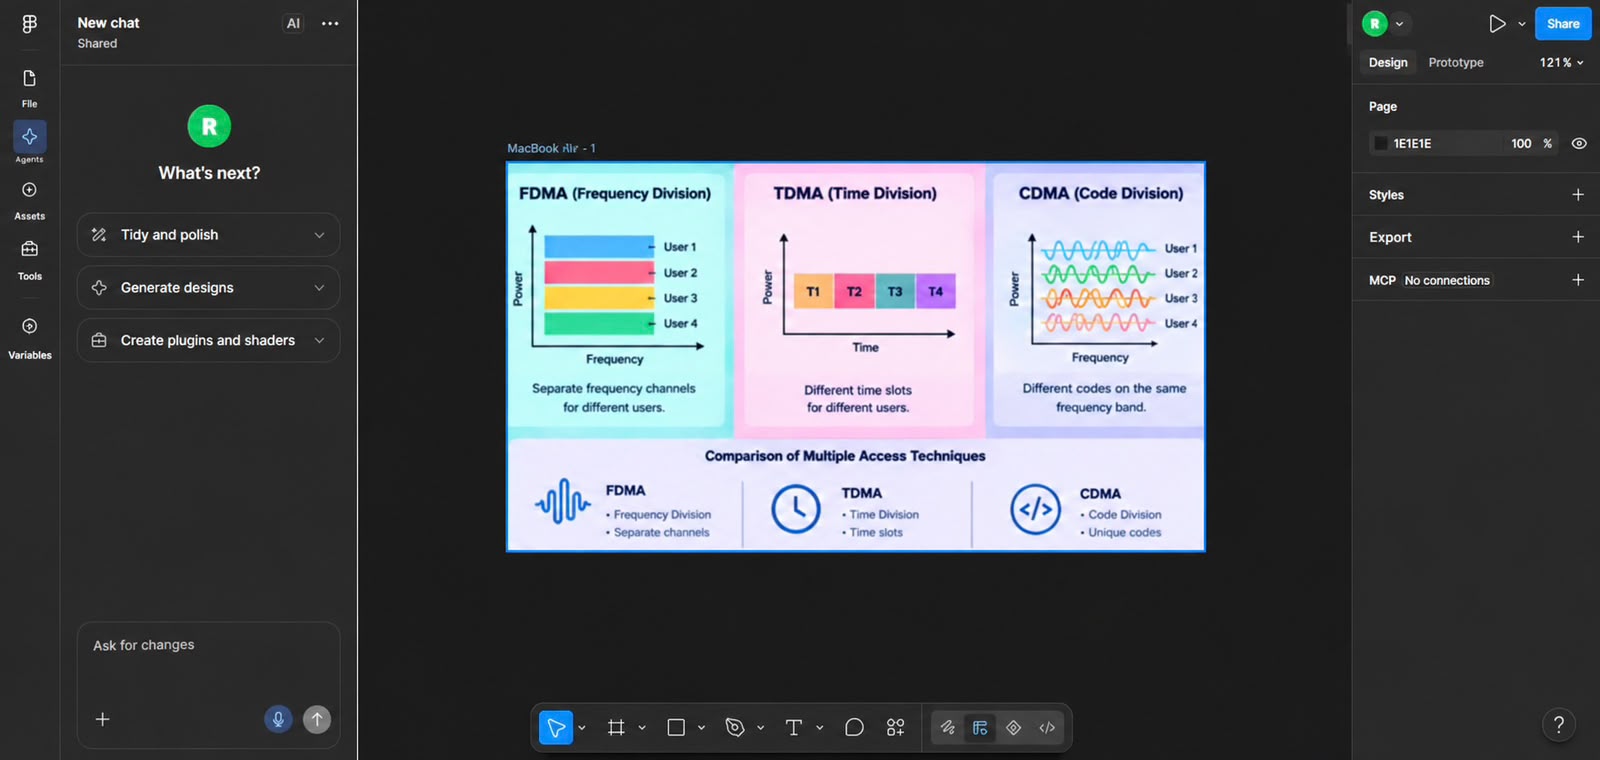 New chat
AI
Shared
File
Agents
Assets
Tools
Variables
R
What's next?
Tidy and polish
Generate designs
Create plugins and shaders
Ask for changes
MacBook - 1
FDMA (Frequency Division)
Power
User 1
User 2
User 3
User 4
Frequency
Separate frequency channels
for different users.
TDMA (Time Division)
Power
T1 T2 T3 T4
Time
Different time slots
for different users.
CDMA (Code Division)
Power
User 1
User 2
User 3
User 4
Frequency
Different codes on the same
frequency band.
Comparison of Multiple Access Techniques
FDMA
• Frequency Division
• Separate channels
TDMA
• Time Division
• Time slots
</>
CDMA
• Code Division
• Unique codes
T
</>
R
Share
Design
Prototype
121%
Page
1E1E1E 100 %
Styles
Export
MCP No connections
?